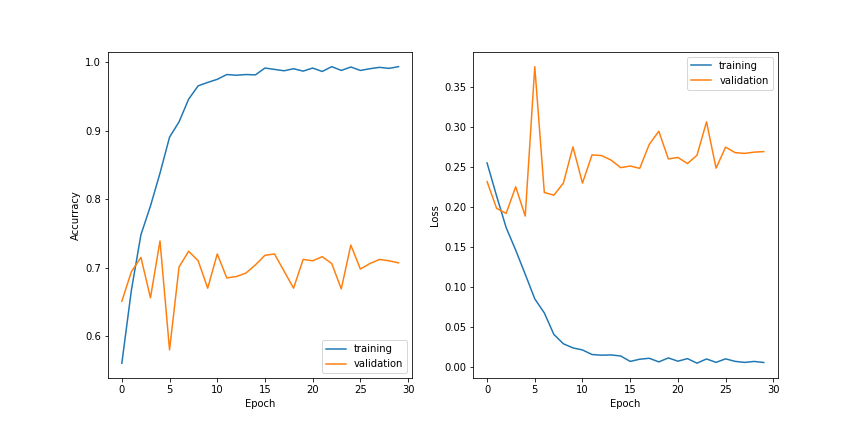 1.0
0.9
0.8
0.7
0.6
Accurracy
0 5 10 15 20 25 30
Epoch
training
validation
0.35
0.30
0.25
0.20
0.15
0.10
0.05
0.00
Loss
0 5 10 15 20 25 30
Epoch
training
validation